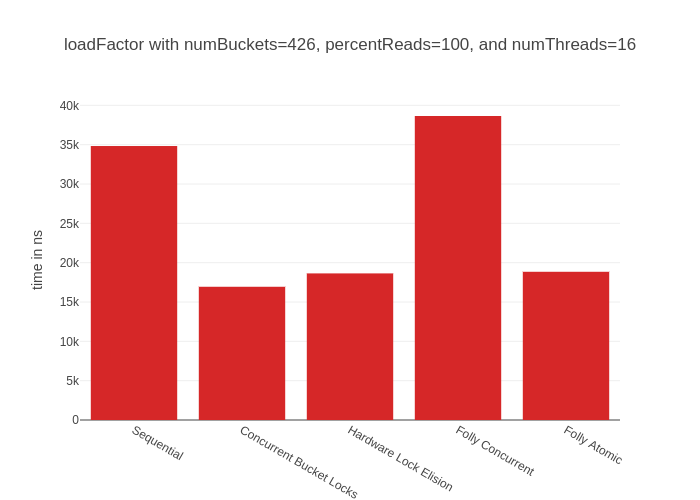 loadFactor with numBuckets=426, percentReads=100, and numThreads=16
time in ns
40k
35k
30k
25k
20k
15k
10k
5k
0
Sequential
Concurrent Bucket Locks
Hardware Lock Elision
Folly Concurrent
Folly Atomic